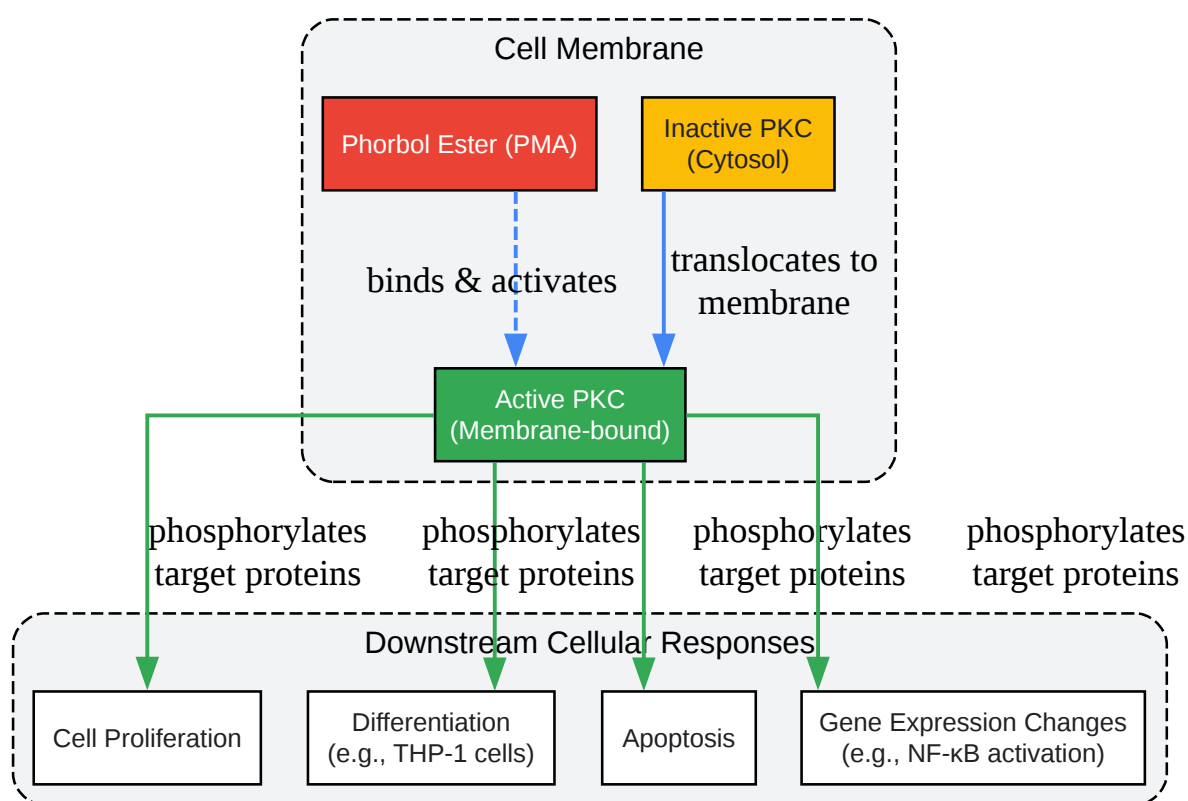 Cell Membrane
Phorbol Ester (PMA)
Inactive PKC
(Cytosol)
binds & activates
translocates to
membrane
Active PKC
(Membrane-bound)
phosphorylates
target proteins
phosphorylates
target proteins
phosphorylates
target proteins
phosphorylates
target proteins
Downstream Cellular Responses
Cell Proliferation
Differentiation
(e.g., THP-1 cells)
Apoptosis
Gene Expression Changes
(e.g., NF-κB activation)